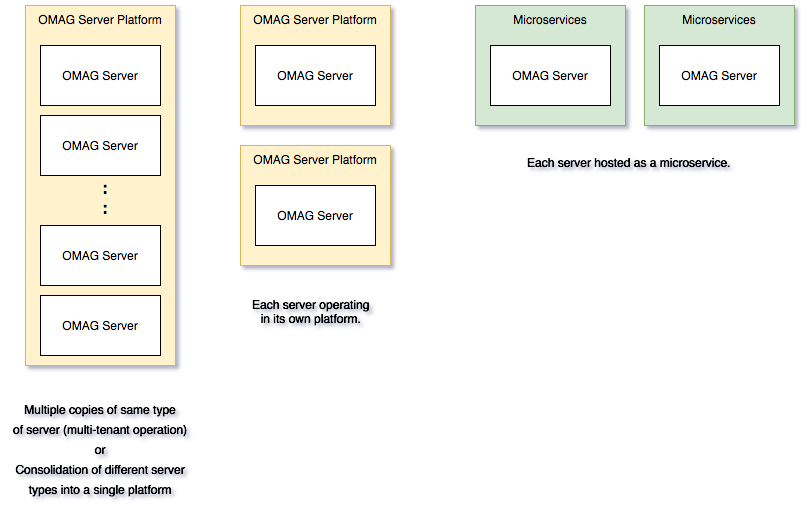 OMAG Server Platform
OMAG Server
OMAG Server
OMAG Server
OMAG Server
Multiple copies of same type
of server (multi-tenant operation)
or
Consolidation of different server
types into a single platform
OMAG Server Platform
OMAG Server
OMAG Server Platform
OMAG Server
Each server operating
in its own platform.
Microservices
OMAG Server
Microservices
OMAG Server
Each server hosted as a microservice.